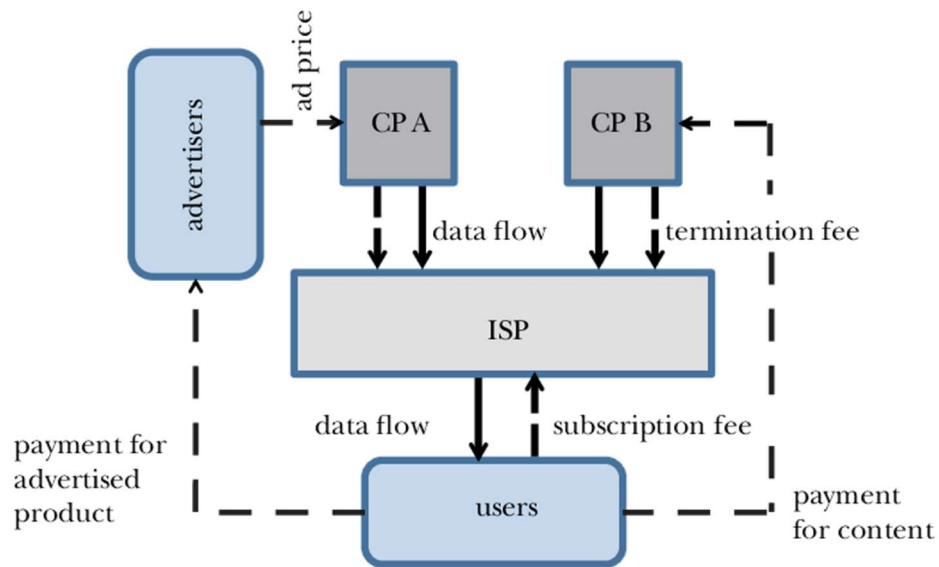 advertisers
ad price
CP A
CP B
data flow
termination fee
ISP
data flow
subscription fee
payment for
advertised
product
users
payment
for content